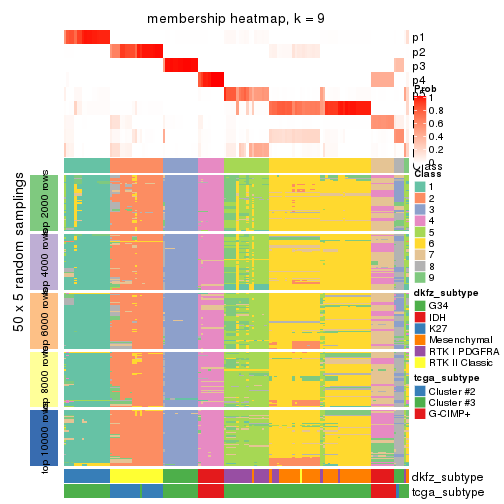 membership heatmap, k = 9
p1
p2
p3
p4
Prob
1
0.8
0.6
0.4
0.2
0
Class
Class
1
2
3
4
5
6
7
8
9
50 x 5 random samplings
top 2000 rows
top 4000 rows
top 6000 rows
top 8000 rows
top 10000 rows
dkfz_subtype
G34
IDH
K27
Mesenchymal
RTK I PDGFRA
RTK II Classic
tcga_subtype
Cluster #2
Cluster #3
G-CIMP+
dkfz_subtype
tcga_subtype